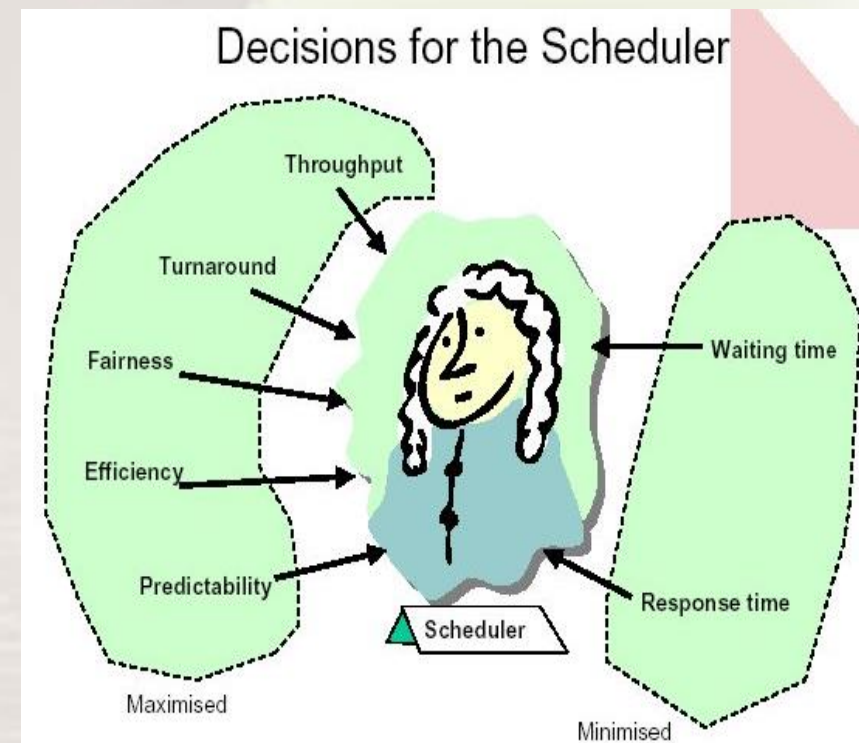 Decisions for the Scheduler
Throughput
Turnaround
Fairness
Efficiency
Predictability
Maximised
Waiting time
Response time
Minimised
Scheduler